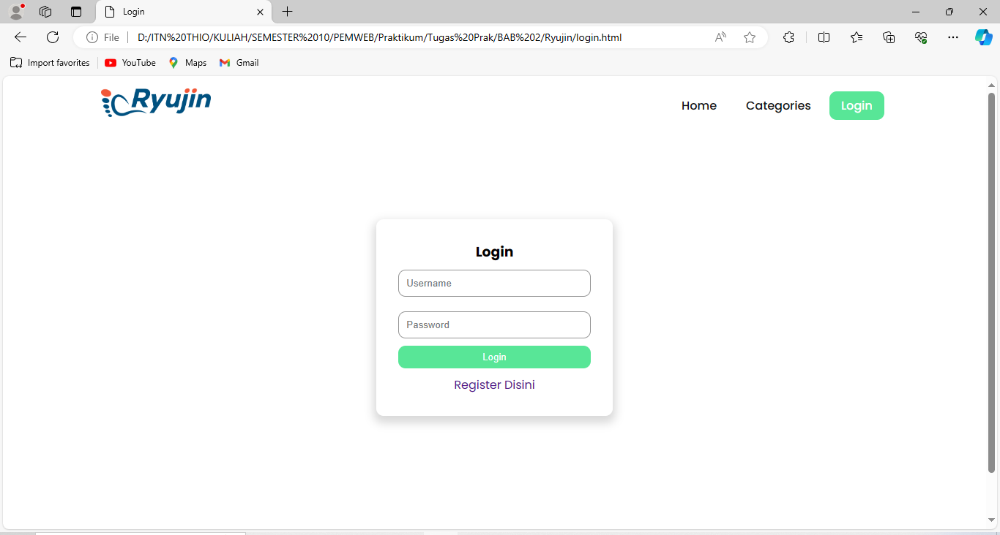 Login
File
D:/ITN%20THIO/KULIAH/SEMESTER%2010/PEMWEB/Praktikum/Tugas%20Prak/BAB%202/Ryujin/login.html
Import favorites YouTube Maps Gmail
Ryujin
Home Categories Login
Login
Username
Password
Login
Register Disini